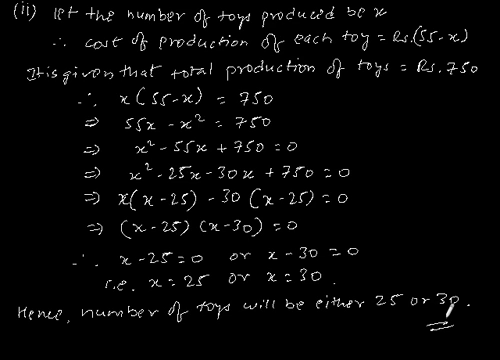 (ii) Let the number of toys produced be x
∴ cost of production of each toy = Rs.(55-x)
It is given that total production of toys = Rs. 750
∴ x(55-x) = 750
⇒ 55x - x² = 750
⇒ x² - 55x + 750 = 0
⇒ x² - 25x - 30x + 750 = 0
⇒ x(x-25) - 30(x-25) = 0
⇒ (x-25)(x-30) = 0
∴ x-25=0 or x-30=0
i.e. x=25 or x=30.
Hence, number of toys will be either 25 or 30.